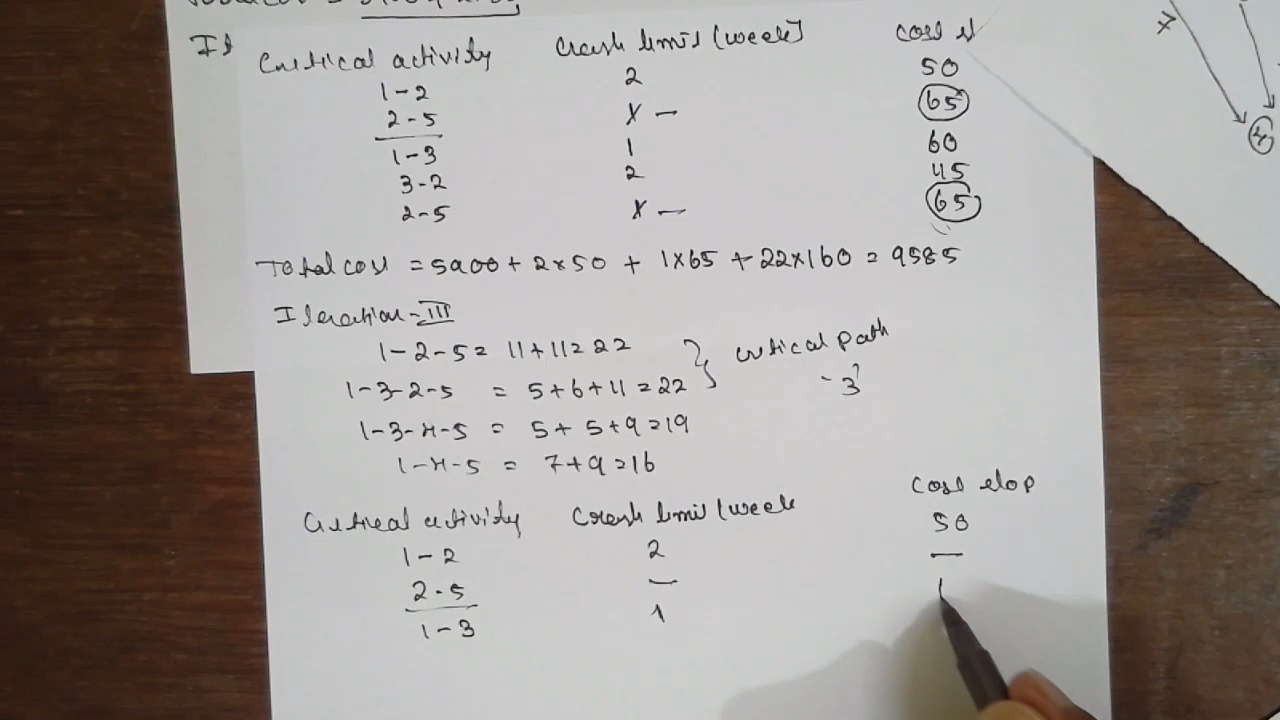 It
Critical activity Crash limit (week) cost sl
1-2 2 50
2-5 X — 65
1-3 1 60
3-2 2 45
2-5 X — 65
Total cost = 5900 + 2×50 + 1×65 + 22×160 = 9585
Iteration - III
1-2-5 = 11+11 = 22
1-3-2-5 = 5+6+11 = 22 } critical path
-3
1-3-4-5 = 5+5+9 = 19
1-4-5 = 7+9 = 16
Critical activity Crash limit (week cost slop
1-2 2 50
2-5 — —
1-3 1